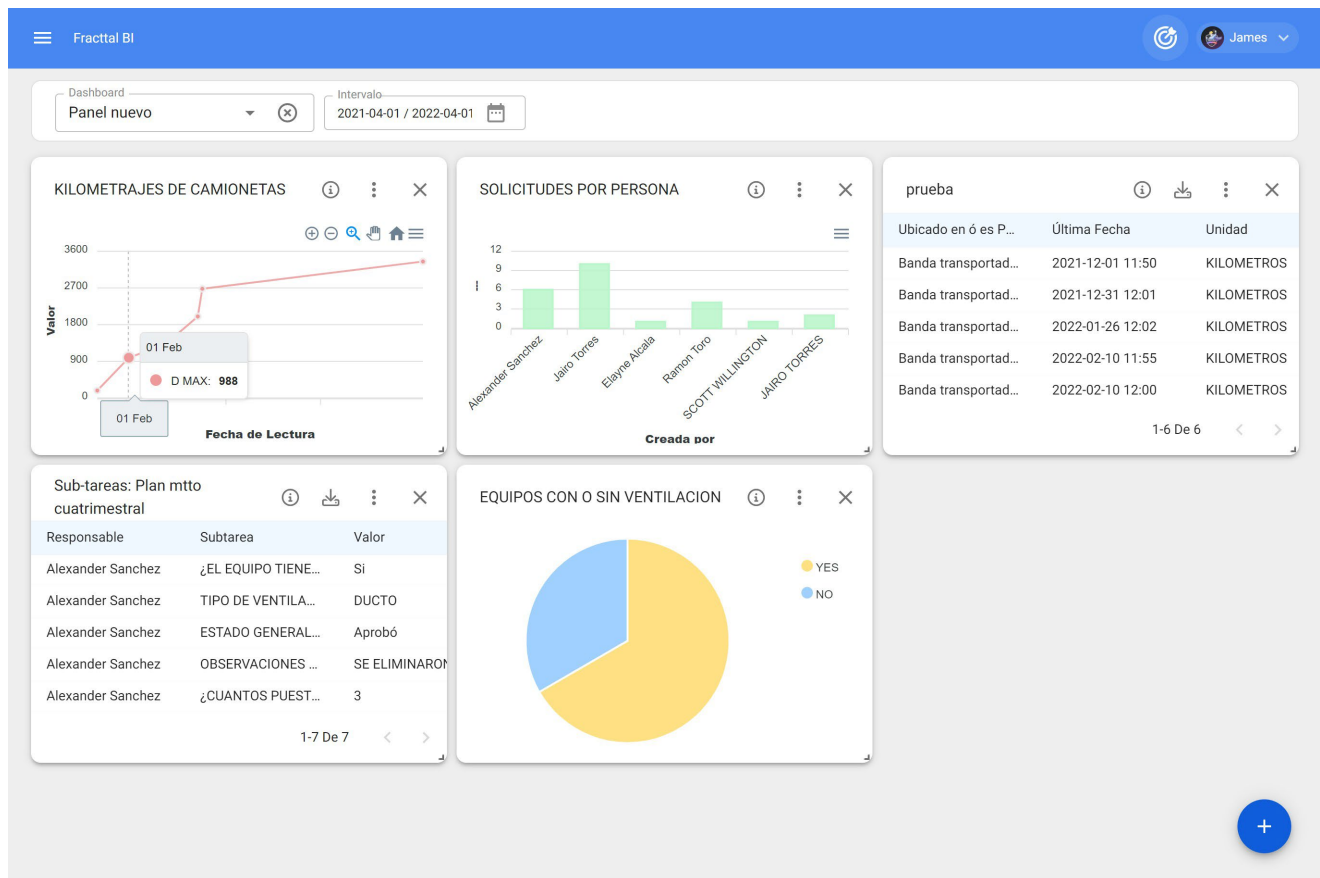 Fracttal BI
James
Dashboard
Panel nuevo
Intervalo
2021-04-01 / 2022-04-01
KILOMETRAJES DE CAMIONETAS
3600
2700
1800
900
0
Valor
01 Feb
D MAX: 988
01 Feb
Fecha de Lectura
SOLICITUDES POR PERSONA
12
9
6
3
0
Alexander Sanchez
Jairo Torres
Elayne Alcala
Ramon Toro
SCOTT WILLINGTON
JAIRO TORRES
Creada por
prueba
Ubicado en ó es P... Última Fecha Unidad
Banda transportad... 2021-12-01 11:50 KILOMETROS
Banda transportad... 2021-12-31 12:01 KILOMETROS
Banda transportad... 2022-01-26 12:02 KILOMETROS
Banda transportad... 2022-02-10 11:55 KILOMETROS
Banda transportad... 2022-02-10 12:00 KILOMETROS
1-6 De 6
Sub-tareas: Plan mtto
cuatrimestral
Responsable Subtarea Valor
Alexander Sanchez ¿EL EQUIPO TIENE... Si
Alexander Sanchez TIPO DE VENTILA... DUCTO
Alexander Sanchez ESTADO GENERAL... Aprobó
Alexander Sanchez OBSERVACIONES ... SE ELIMINARON
Alexander Sanchez ¿CUANTOS PUEST... 3
1-7 De 7
EQUIPOS CON O SIN VENTILACION
YES
NO